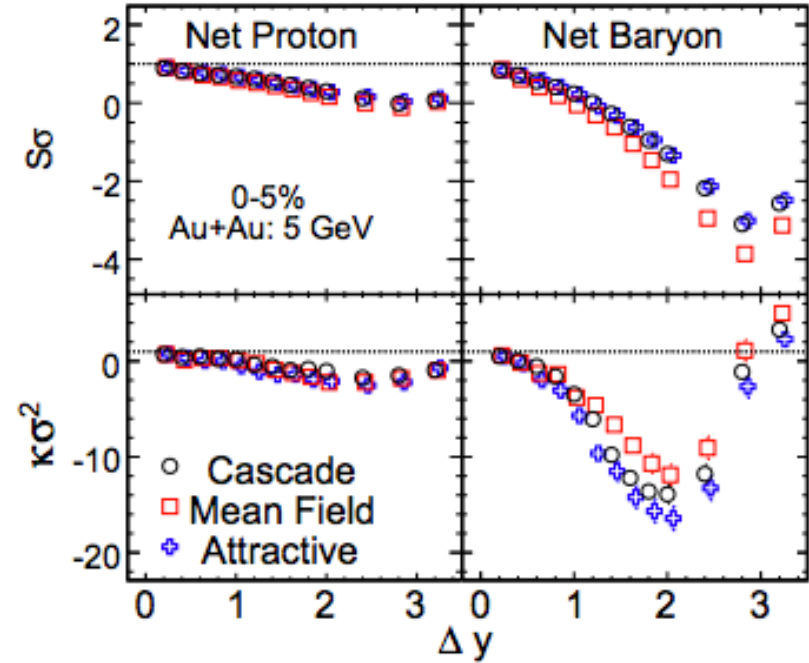 Net Proton
Net Baryon
2
0
-2
-4
Sσ
0-5%
Au+Au: 5 GeV
0
-10
-20
κσ²
Cascade
Mean Field
Attractive
0 1 2 3
0 1 2 3
Δ y